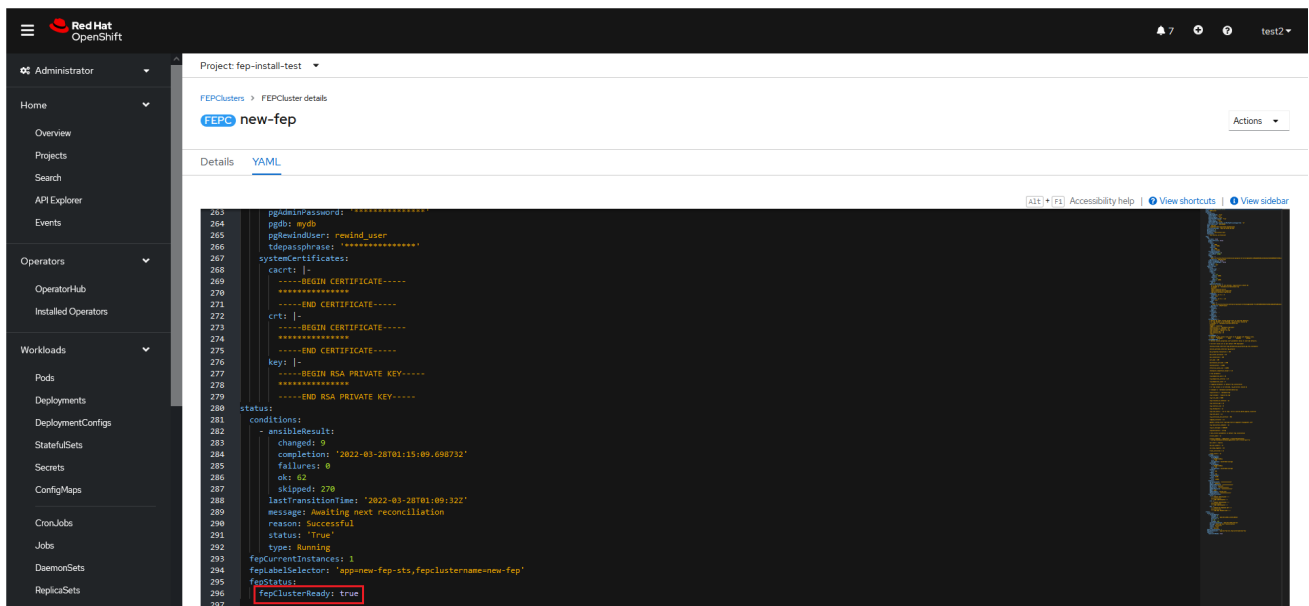 Red Hat
OpenShift
7
test2
Administrator
Home
Overview
Projects
Search
API Explorer
Events
Operators
OperatorHub
Installed Operators
Workloads
Pods
Deployments
DeploymentConfigs
StatefulSets
Secrets
ConfigMaps
CronJobs
Jobs
DaemonSets
ReplicaSets
Project: fep-install-test
FEPClusters > FEPCluster details
FEPC new-fep
Actions
Details YAML
Alt + F1 Accessibility help | View shortcuts | View sidebar
263 pgAdminPassword: '***************'
264 pgdb: mydb
265 pgRewindUser: rewind_user
266 tdepassphrase: '***************'
267 systemCertificates:
268 cacrt: |-
269 -----BEGIN CERTIFICATE-----
270 ***************
271 -----END CERTIFICATE-----
272 crt: |-
273 -----BEGIN CERTIFICATE-----
274 ***************
275 -----END CERTIFICATE-----
276 key: |-
277 -----BEGIN RSA PRIVATE KEY-----
278 ***************
279 -----END RSA PRIVATE KEY-----
280 status:
281 conditions:
282 - ansibleResult:
283 changed: 9
284 completion: '2022-03-28T01:15:09.698732'
285 failures: 0
286 ok: 62
287 skipped: 270
288 lastTransitionTime: '2022-03-28T01:09:32Z'
289 message: Awaiting next reconciliation
290 reason: Successful
291 status: 'True'
292 type: Running
293 fepCurrentInstances: 1
294 fepLabelSelector: 'app=new-fep-sts,fepclustername=new-fep'
295 fepStatus:
296 fepClusterReady: true
297